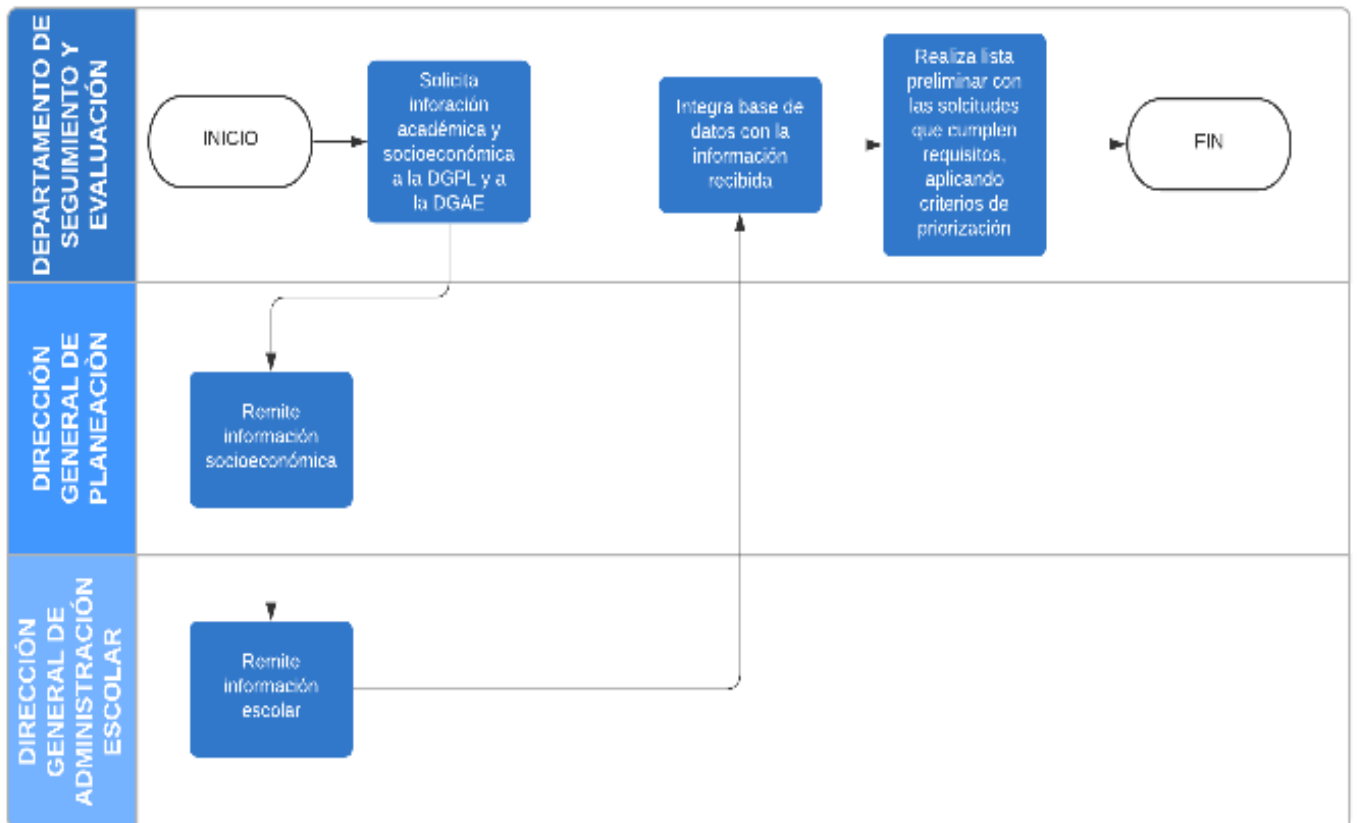 DEPARTAMENTO DE
SEGUIMIENTO Y
EVALUACIÓN
INICIO
Solicita
inforación
académica y
socioeconómica
a la DGPL y a
la DGAE
Integra base de
datos con la
información
recibida
Realiza lista
preliminar con
las solcitudes
que cumplen
requisitos,
aplicando
criterios de
priorización
FIN
DIRECCIÓN
GENERAL DE
PLANEACIÒN
Remite
información
socioeconómica
DIRECCIÓN
GENERAL DE
ADMINISTRACIÓN
ESCOLAR
Remite
información
escolar